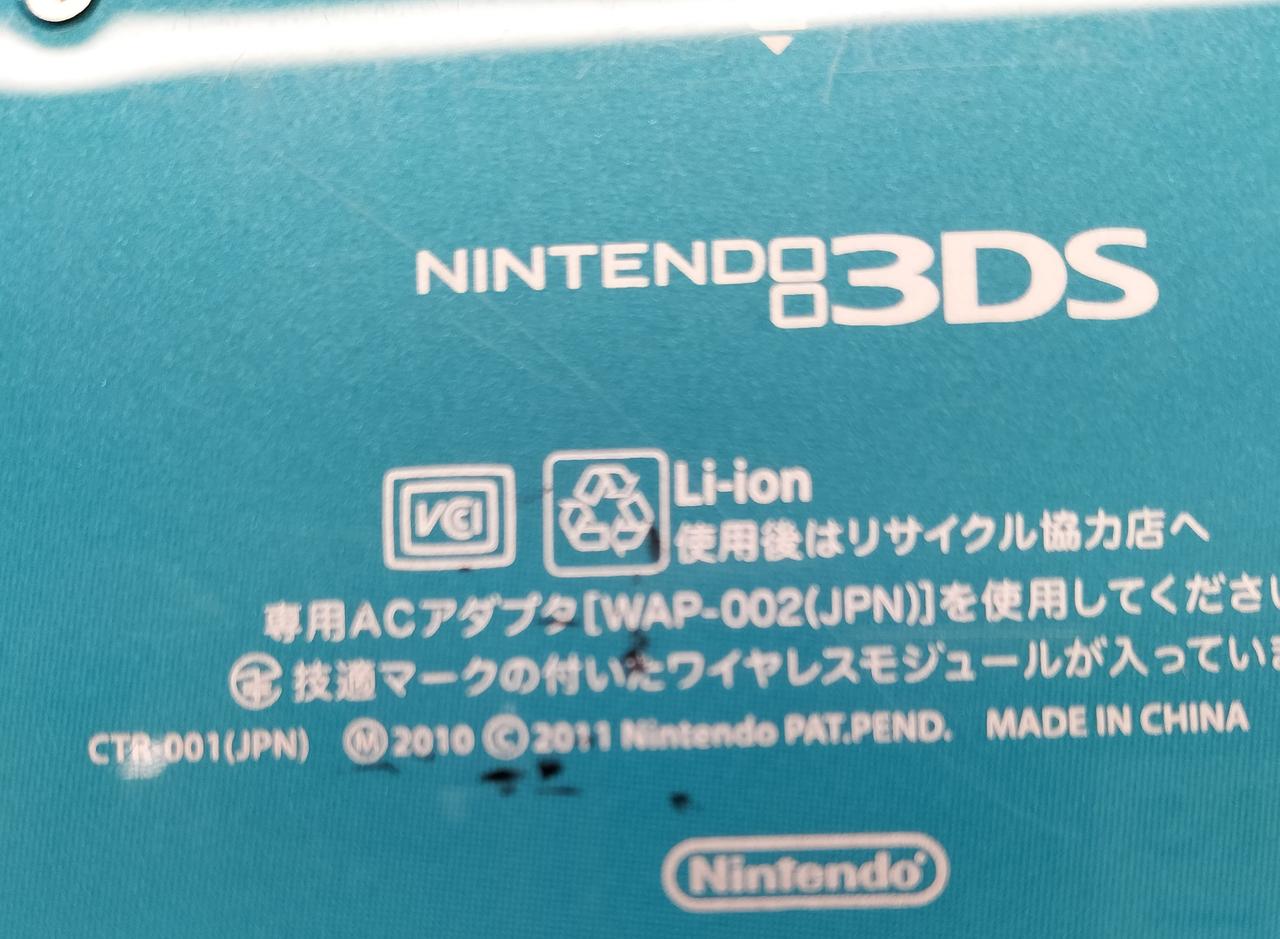 NINTENDO 3DS
VCCI
Li-ion
使用後はリサイクル協力店へ
専用ACアダプタ[WAP-002(JPN)]を使用してくださ
技適マークの付いたワイヤレスモジュールが入ってい
CTR-001(JPN) Ⓜ2010 ©2011 Nintendo PAT.PEND. MADE IN CHINA
Nintendo